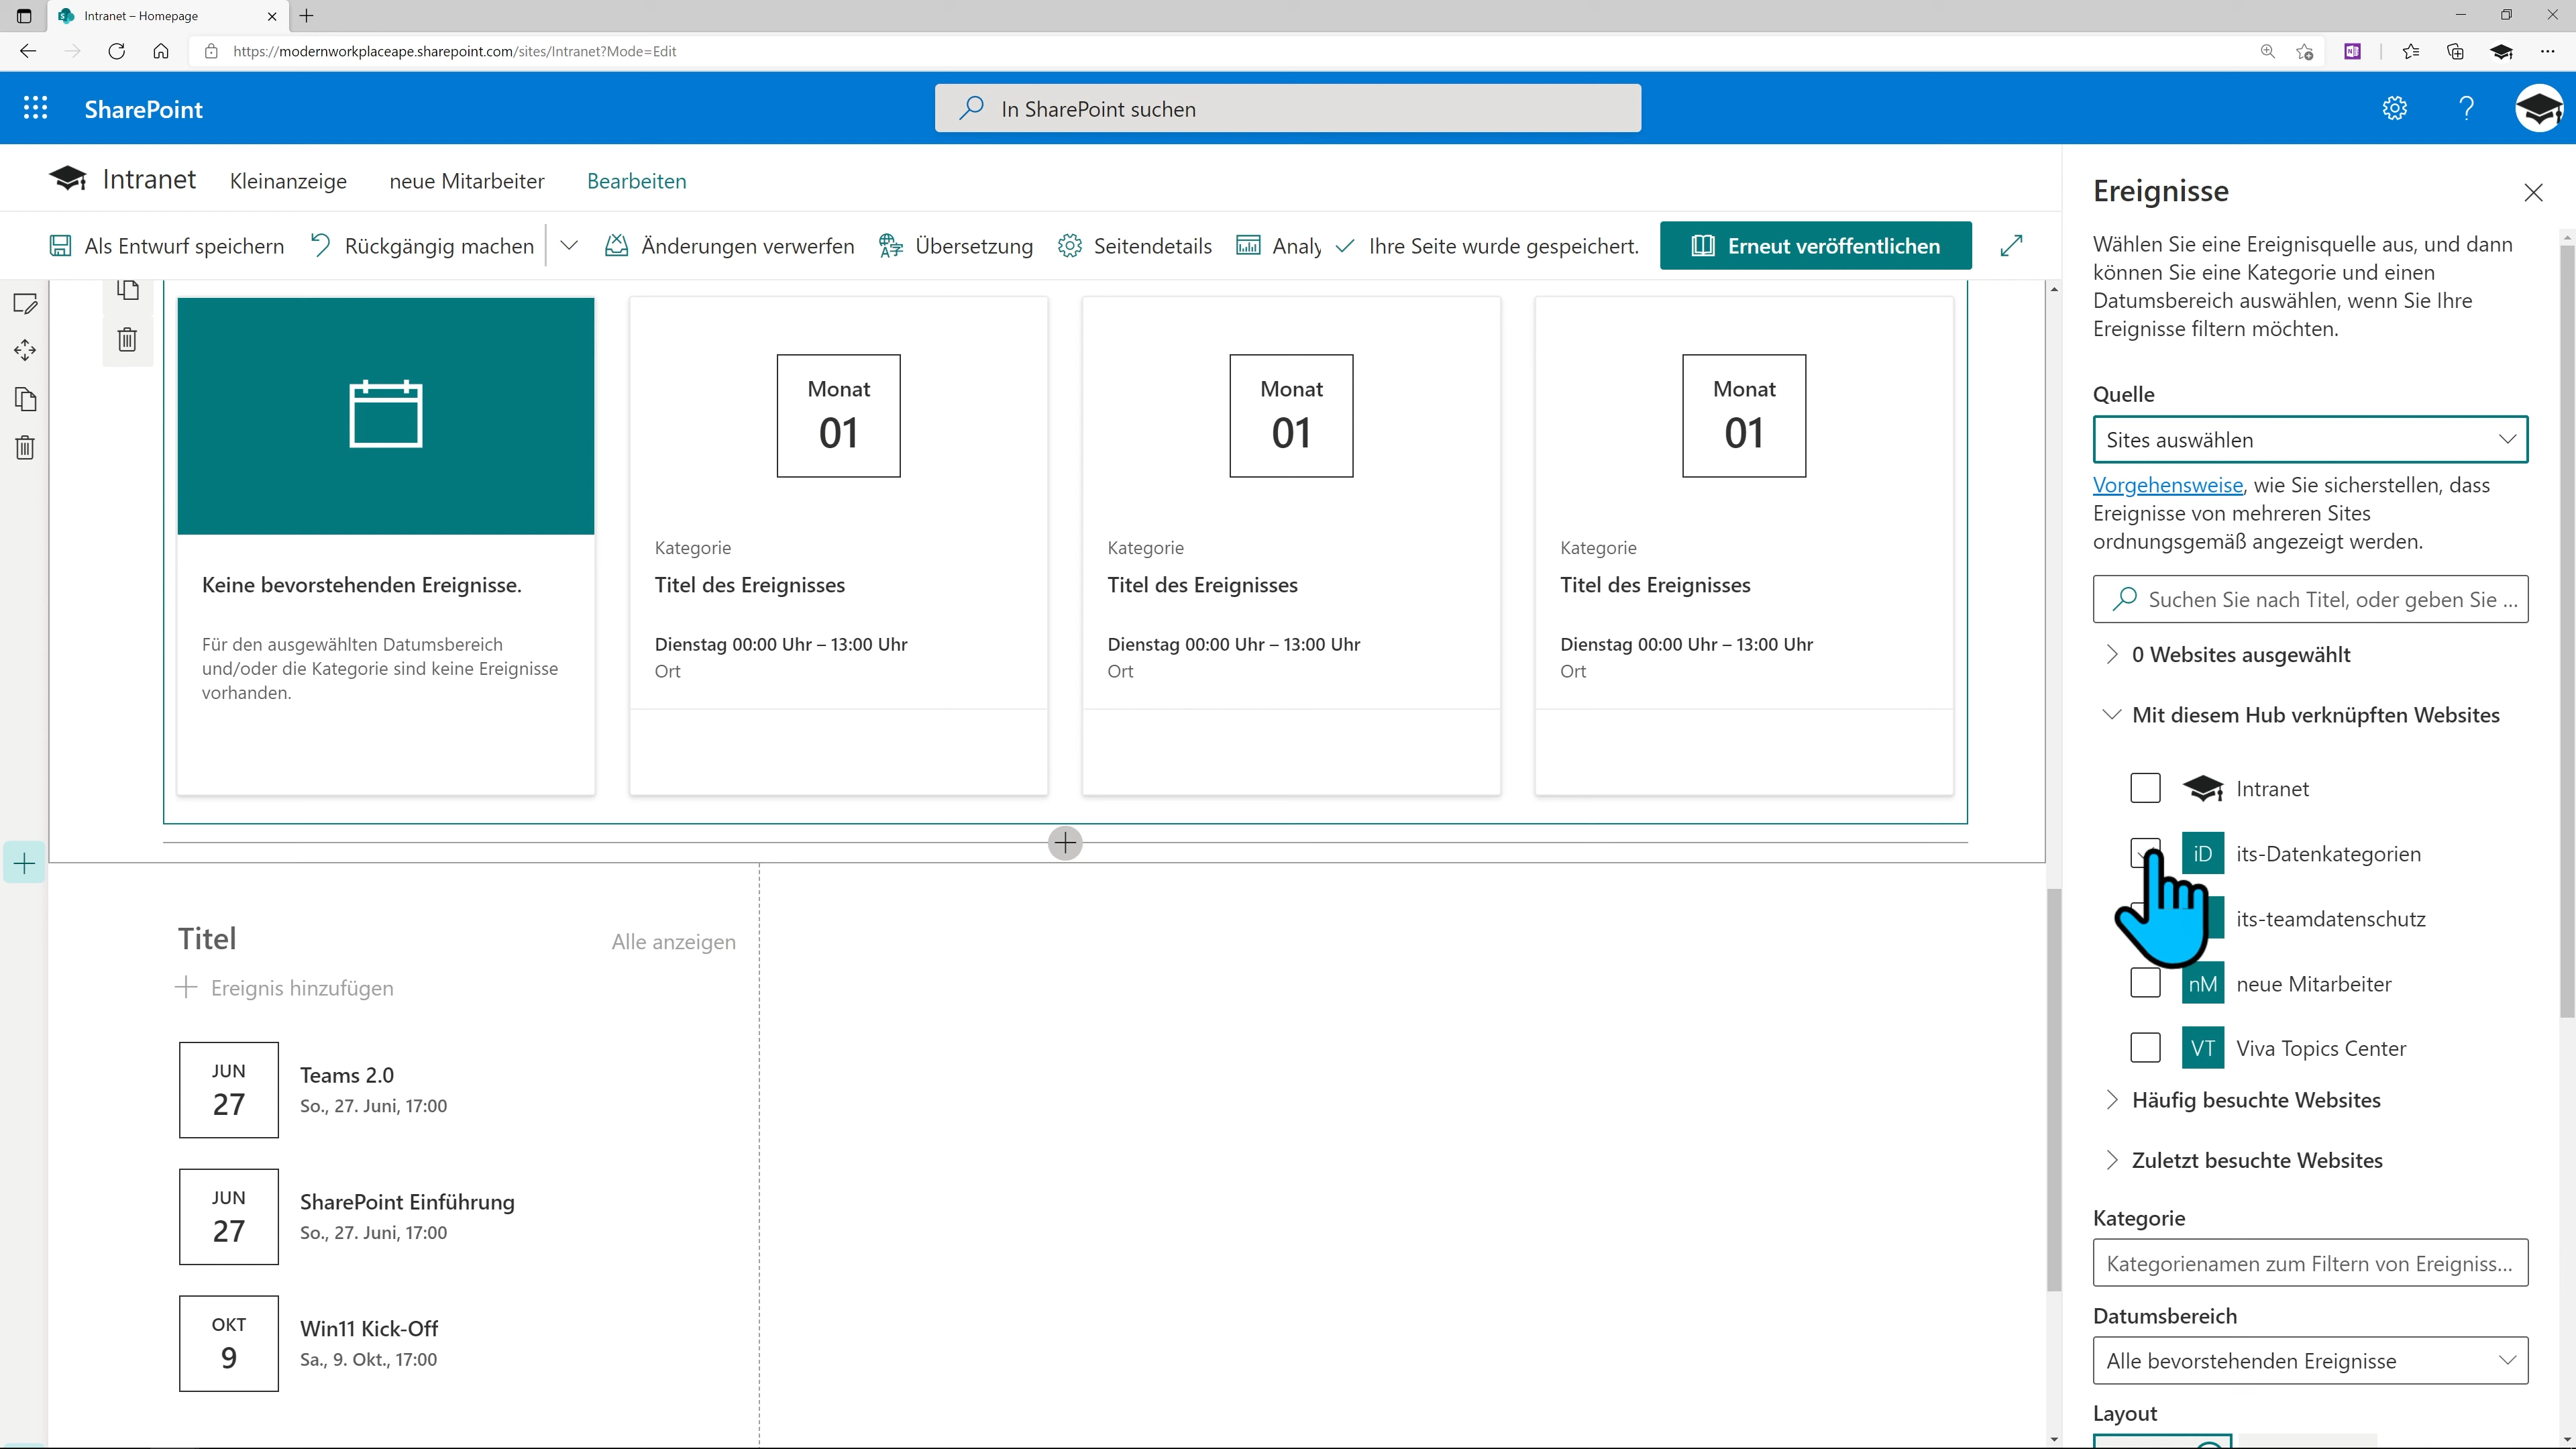 Intranet – Homepage
https://modernworkplaceape.sharepoint.com/sites/Intranet?Mode=Edit
SharePoint
In SharePoint suchen
Intranet
Kleinanzeige
neue Mitarbeiter
Bearbeiten
Als Entwurf speichern
Rückgängig machen
Änderungen verwerfen
Übersetzung
Seitendetails
Analy
Ihre Seite wurde gespeichert.
Erneut veröffentlichen
Keine bevorstehenden Ereignisse.
Für den ausgewählten Datumsbereich
und/oder die Kategorie sind keine Ereignisse
vorhanden.
Monat
01
Kategorie
Titel des Ereignisses
Dienstag 00:00 Uhr – 13:00 Uhr
Ort
Monat
01
Kategorie
Titel des Ereignisses
Dienstag 00:00 Uhr – 13:00 Uhr
Ort
Monat
01
Kategorie
Titel des Ereignisses
Dienstag 00:00 Uhr – 13:00 Uhr
Ort
Titel
Alle anzeigen
Ereignis hinzufügen
JUN
27
Teams 2.0
So., 27. Juni, 17:00
JUN
27
SharePoint Einführung
So., 27. Juni, 17:00
OKT
9
Win11 Kick-Off
Sa., 9. Okt., 17:00
Ereignisse
Wählen Sie eine Ereignisquelle aus, und dann
können Sie eine Kategorie und einen
Datumsbereich auswählen, wenn Sie Ihre
Ereignisse filtern möchten.
Quelle
Sites auswählen
Vorgehensweise, wie Sie sicherstellen, dass
Ereignisse von mehreren Sites
ordnungsgemäß angezeigt werden.
Suchen Sie nach Titel, oder geben Sie ...
0 Websites ausgewählt
Mit diesem Hub verknüpften Websites
Intranet
iD its-Datenkategorien
its-teamdatenschutz
nM neue Mitarbeiter
VT Viva Topics Center
Häufig besuchte Websites
Zuletzt besuchte Websites
Kategorie
Kategorienamen zum Filtern von Ereigniss...
Datumsbereich
Alle bevorstehenden Ereignisse
Layout